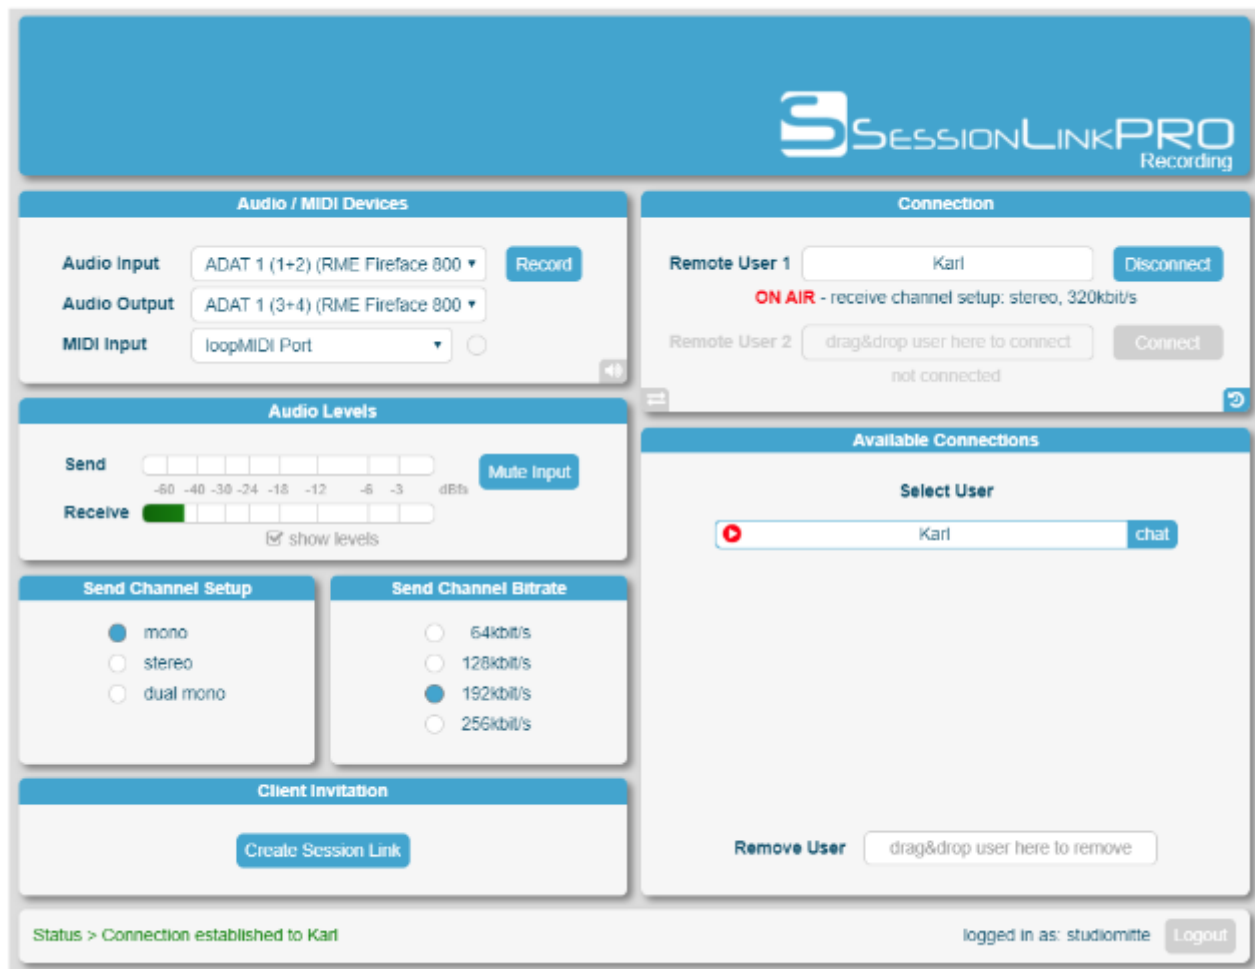 SESSIONLINKPRO
Recording
Audio / MIDI Devices
Audio Input ADAT 1 (1+2) (RME Fireface 800 Record
Audio Output ADAT 1 (3+4) (RME Fireface 800
MIDI Input loopMIDI Port
Connection
Remote User 1 Karl Disconnect
ON AIR - receive channel setup: stereo, 320kbit/s
Remote User 2 drag&drop user here to connect Connect
not connected
Audio Levels
Send Mute Input
-60 -40 -30 -24 -18 -12 -6 -3 dBfs
Receive
show levels
Available Connections
Select User
Karl chat
Remove User drag&drop user here to remove
Send Channel Setup
mono
stereo
dual mono
Send Channel Bitrate
64kbit/s
128kbit/s
192kbit/s
256kbit/s
Client Invitation
Create Session Link
Status > Connection established to Karl
logged in as: studiomitte Logout